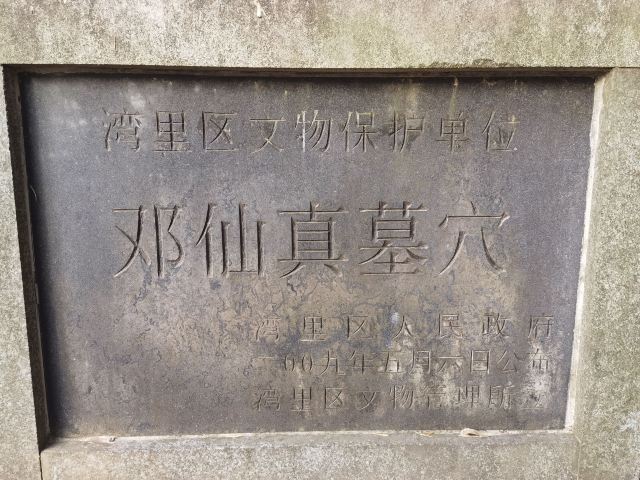 湾里区文物保护单位
邓仙真墓穴
湾里区人民政府
二00九年五月六日公布
湾里区文物管理所立